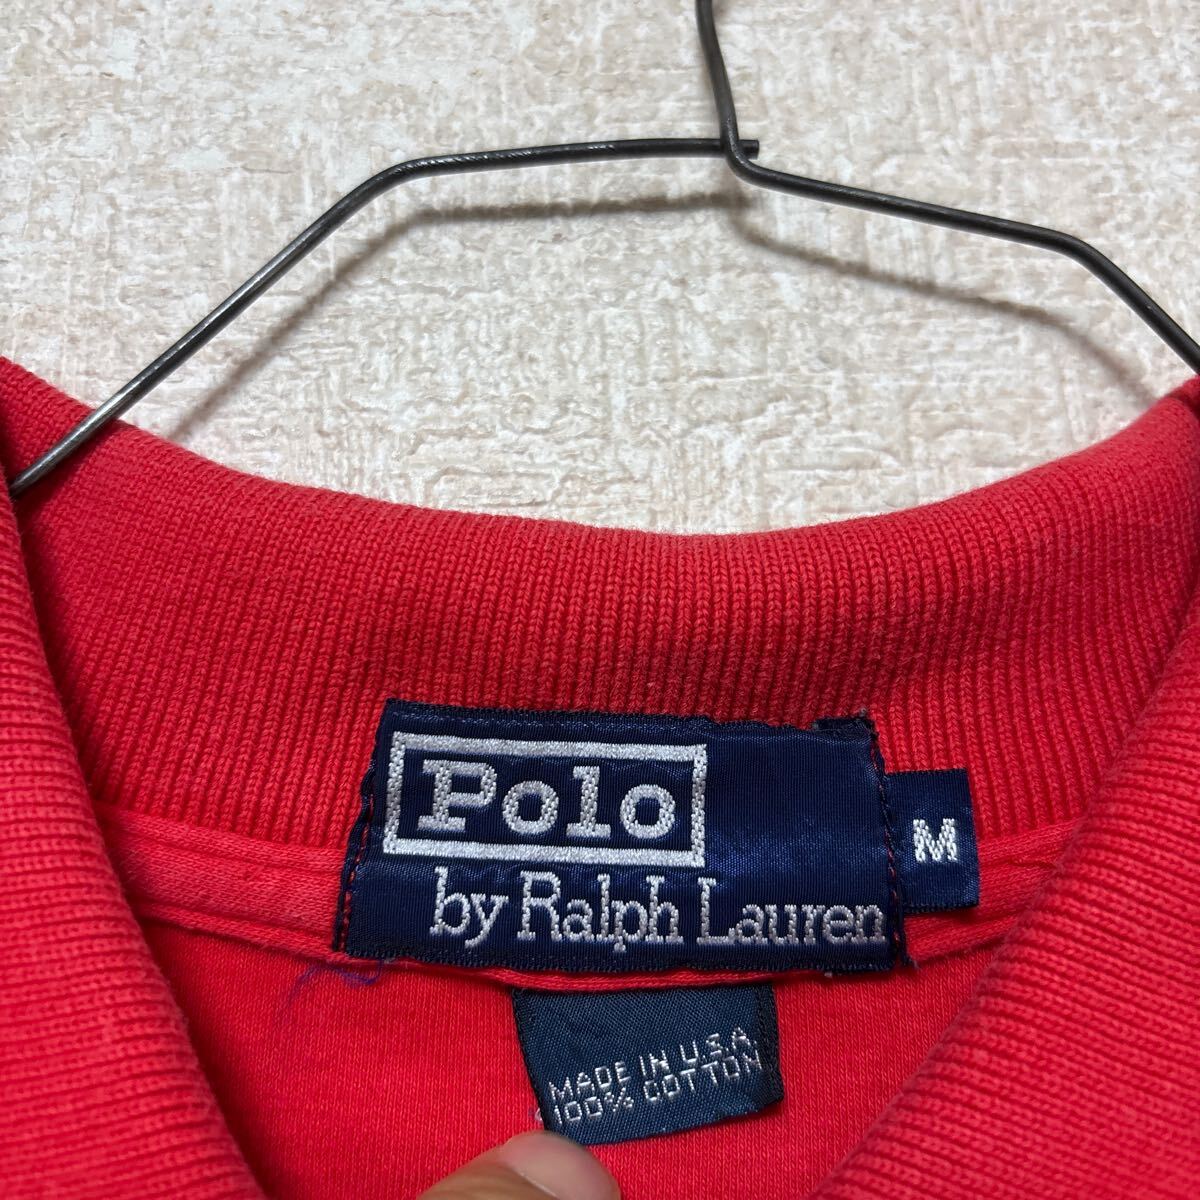 Polo
by Ralph Lauren
M
MADE IN U.S.A
100% COTTON